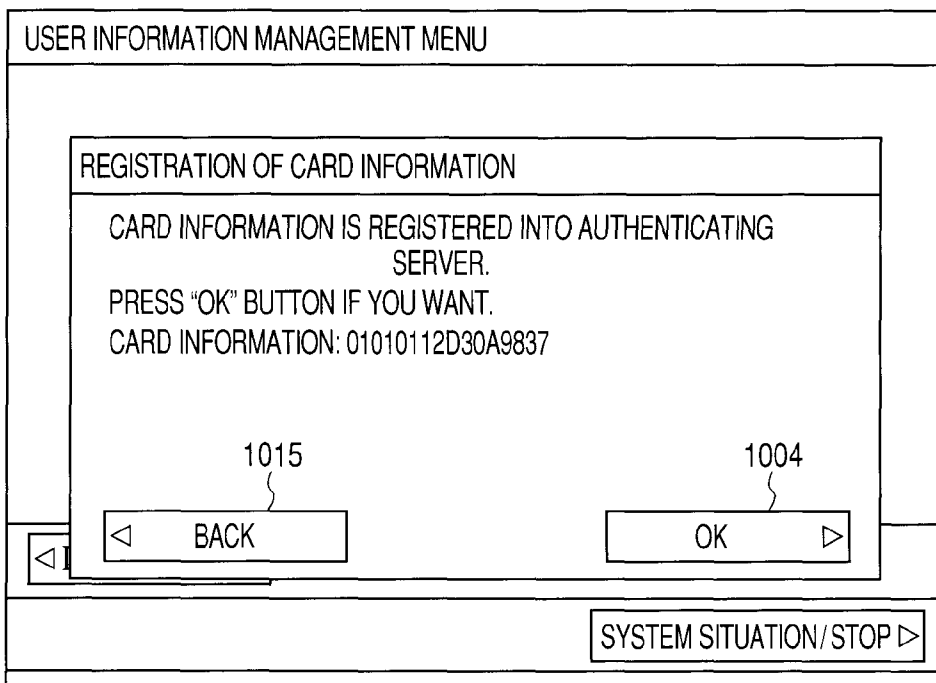 USER INFORMATION MANAGEMENT MENU
REGISTRATION OF CARD INFORMATION
CARD INFORMATION IS REGISTERED INTO AUTHENTICATING
SERVER.
PRESS “OK” BUTTON IF YOU WANT.
CARD INFORMATION: 01010112D30A9837
1015
1004
◁ BACK
OK ▷
◁
SYSTEM SITUATION/STOP ▷